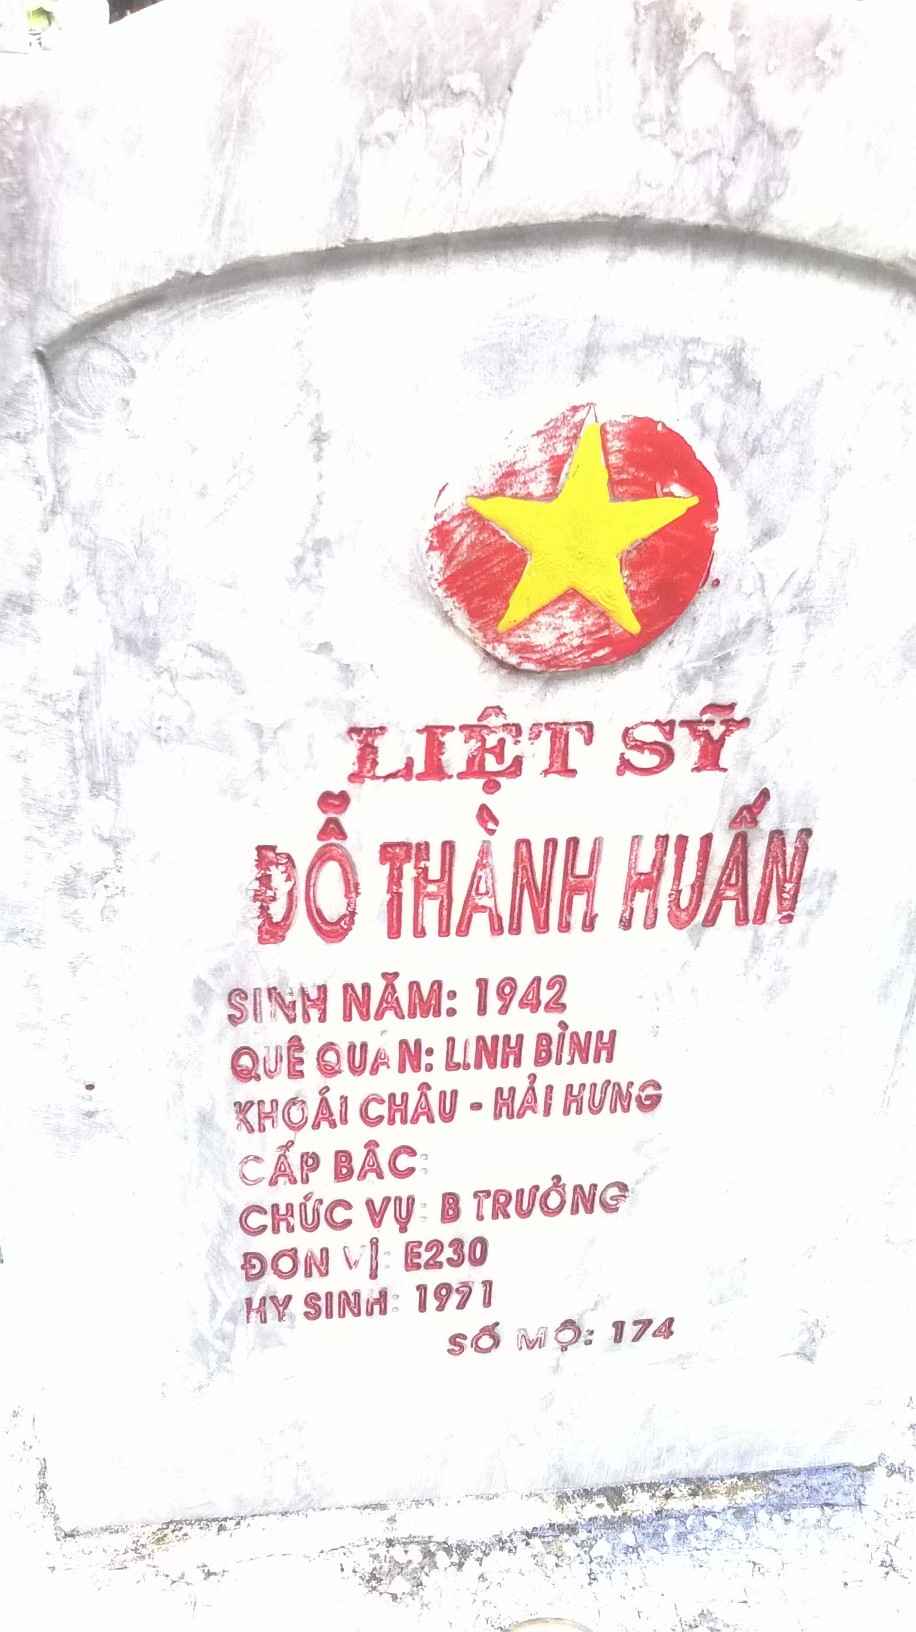 LIỆT SỸ
ĐỖ THÀNH HUẤN
SINH NĂM: 1942
QUÊ QUÁN: LINH BÌNH
KHOÁI CHÂU - HẢI HƯNG
CẤP BÂC:
CHỨC VỤ: B TRƯỞNG
ĐƠN VỊ: E230
HY SINH: 1971
SỐ MỘ: 174